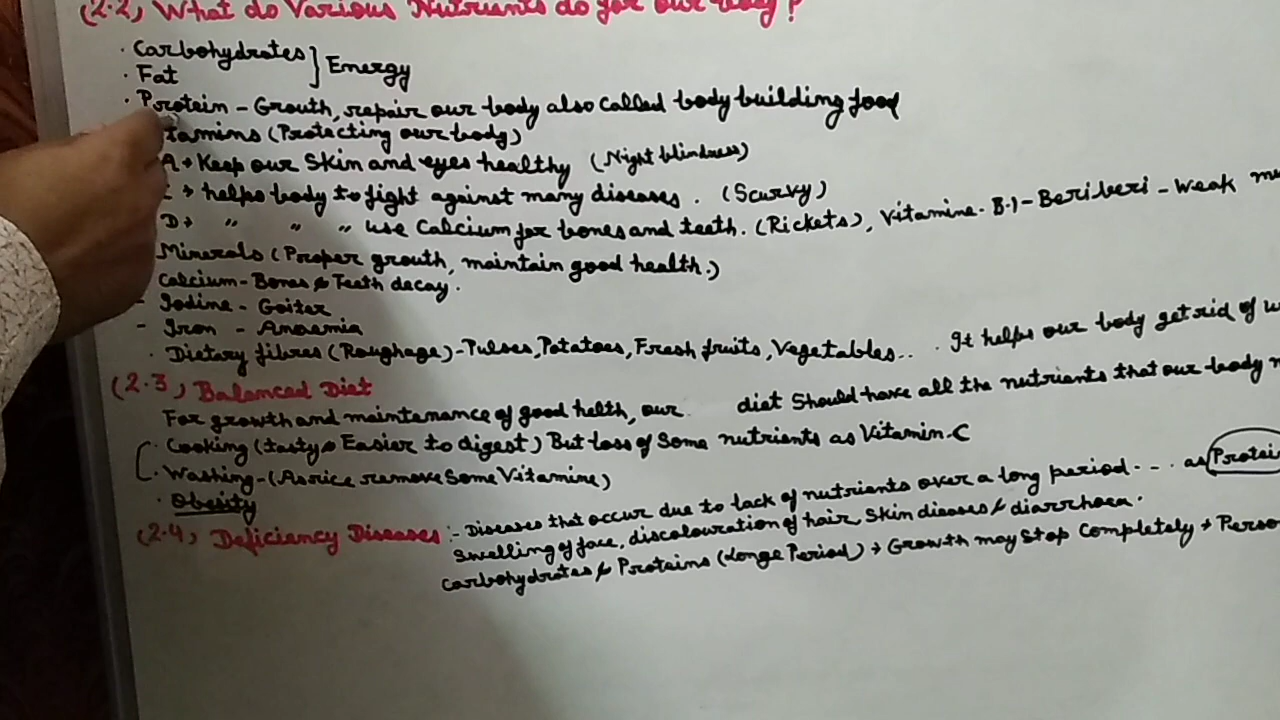 (2.2) What do Various Nutrients do for our body?
· Carbohydrates } Energy
· Fat
· Protein - Growth, repair our body also called body building food
tamins (Protecting our body)
A → Keep our Skin and eyes healthy (Night blindness)
→ helps body to fight against many diseases. (Scurvy)
D → " " " use Calcium for bones and teeth. (Rickets), Vitamine-B.1 - Beriberi - Weak
Minerals (Proper growth, maintain good health.)
Calcium - Bones & Teeth decay.
- Iodine - Goiter
- Iron - Anaemia
· Dietary fibres (Roughage) - Pulses, Potatoes, Fresh fruits, Vegetables... It helps our body get rid of
(2.3) Balanced Diet
For growth and maintenance of good helth, our diet Should have all the nutrients that our body
· Cooking (tasty & Easier to digest) But loss of Some nutrients as Vitamin-C
· Washing - (As rice remove Some Vitamine)
· Obesity
(2.4) Deficiency Diseases :- Diseases that occur due to lack of nutrients over a long period... as Protei
Swelling of face, discolouration of hair, Skin diseases & diarrhoea.
Carbohydrates & Proteins (Longe Period) → Growth may Stop Completely → Perso